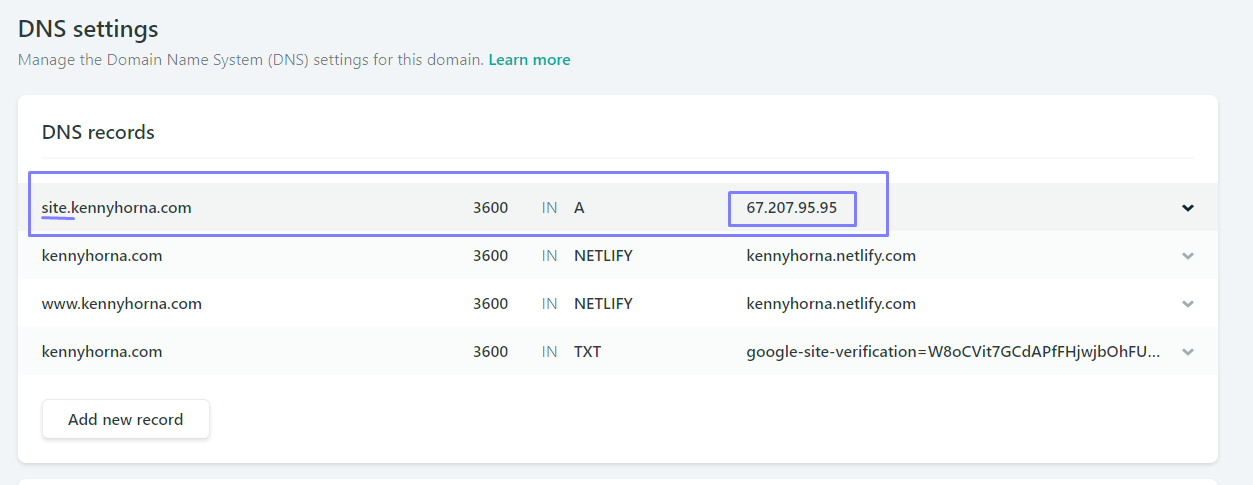 DNS settings
Manage the Domain Name System (DNS) settings for this domain. Learn more
DNS records
site.kennyhorna.com 3600 IN A 67.207.95.95
kennyhorna.com 3600 IN NETLIFY kennyhorna.netlify.com
www.kennyhorna.com 3600 IN NETLIFY kennyhorna.netlify.com
kennyhorna.com 3600 IN TXT google-site-verification=W8oCVit7GCdAPfFHjwjbOhFU...
Add new record